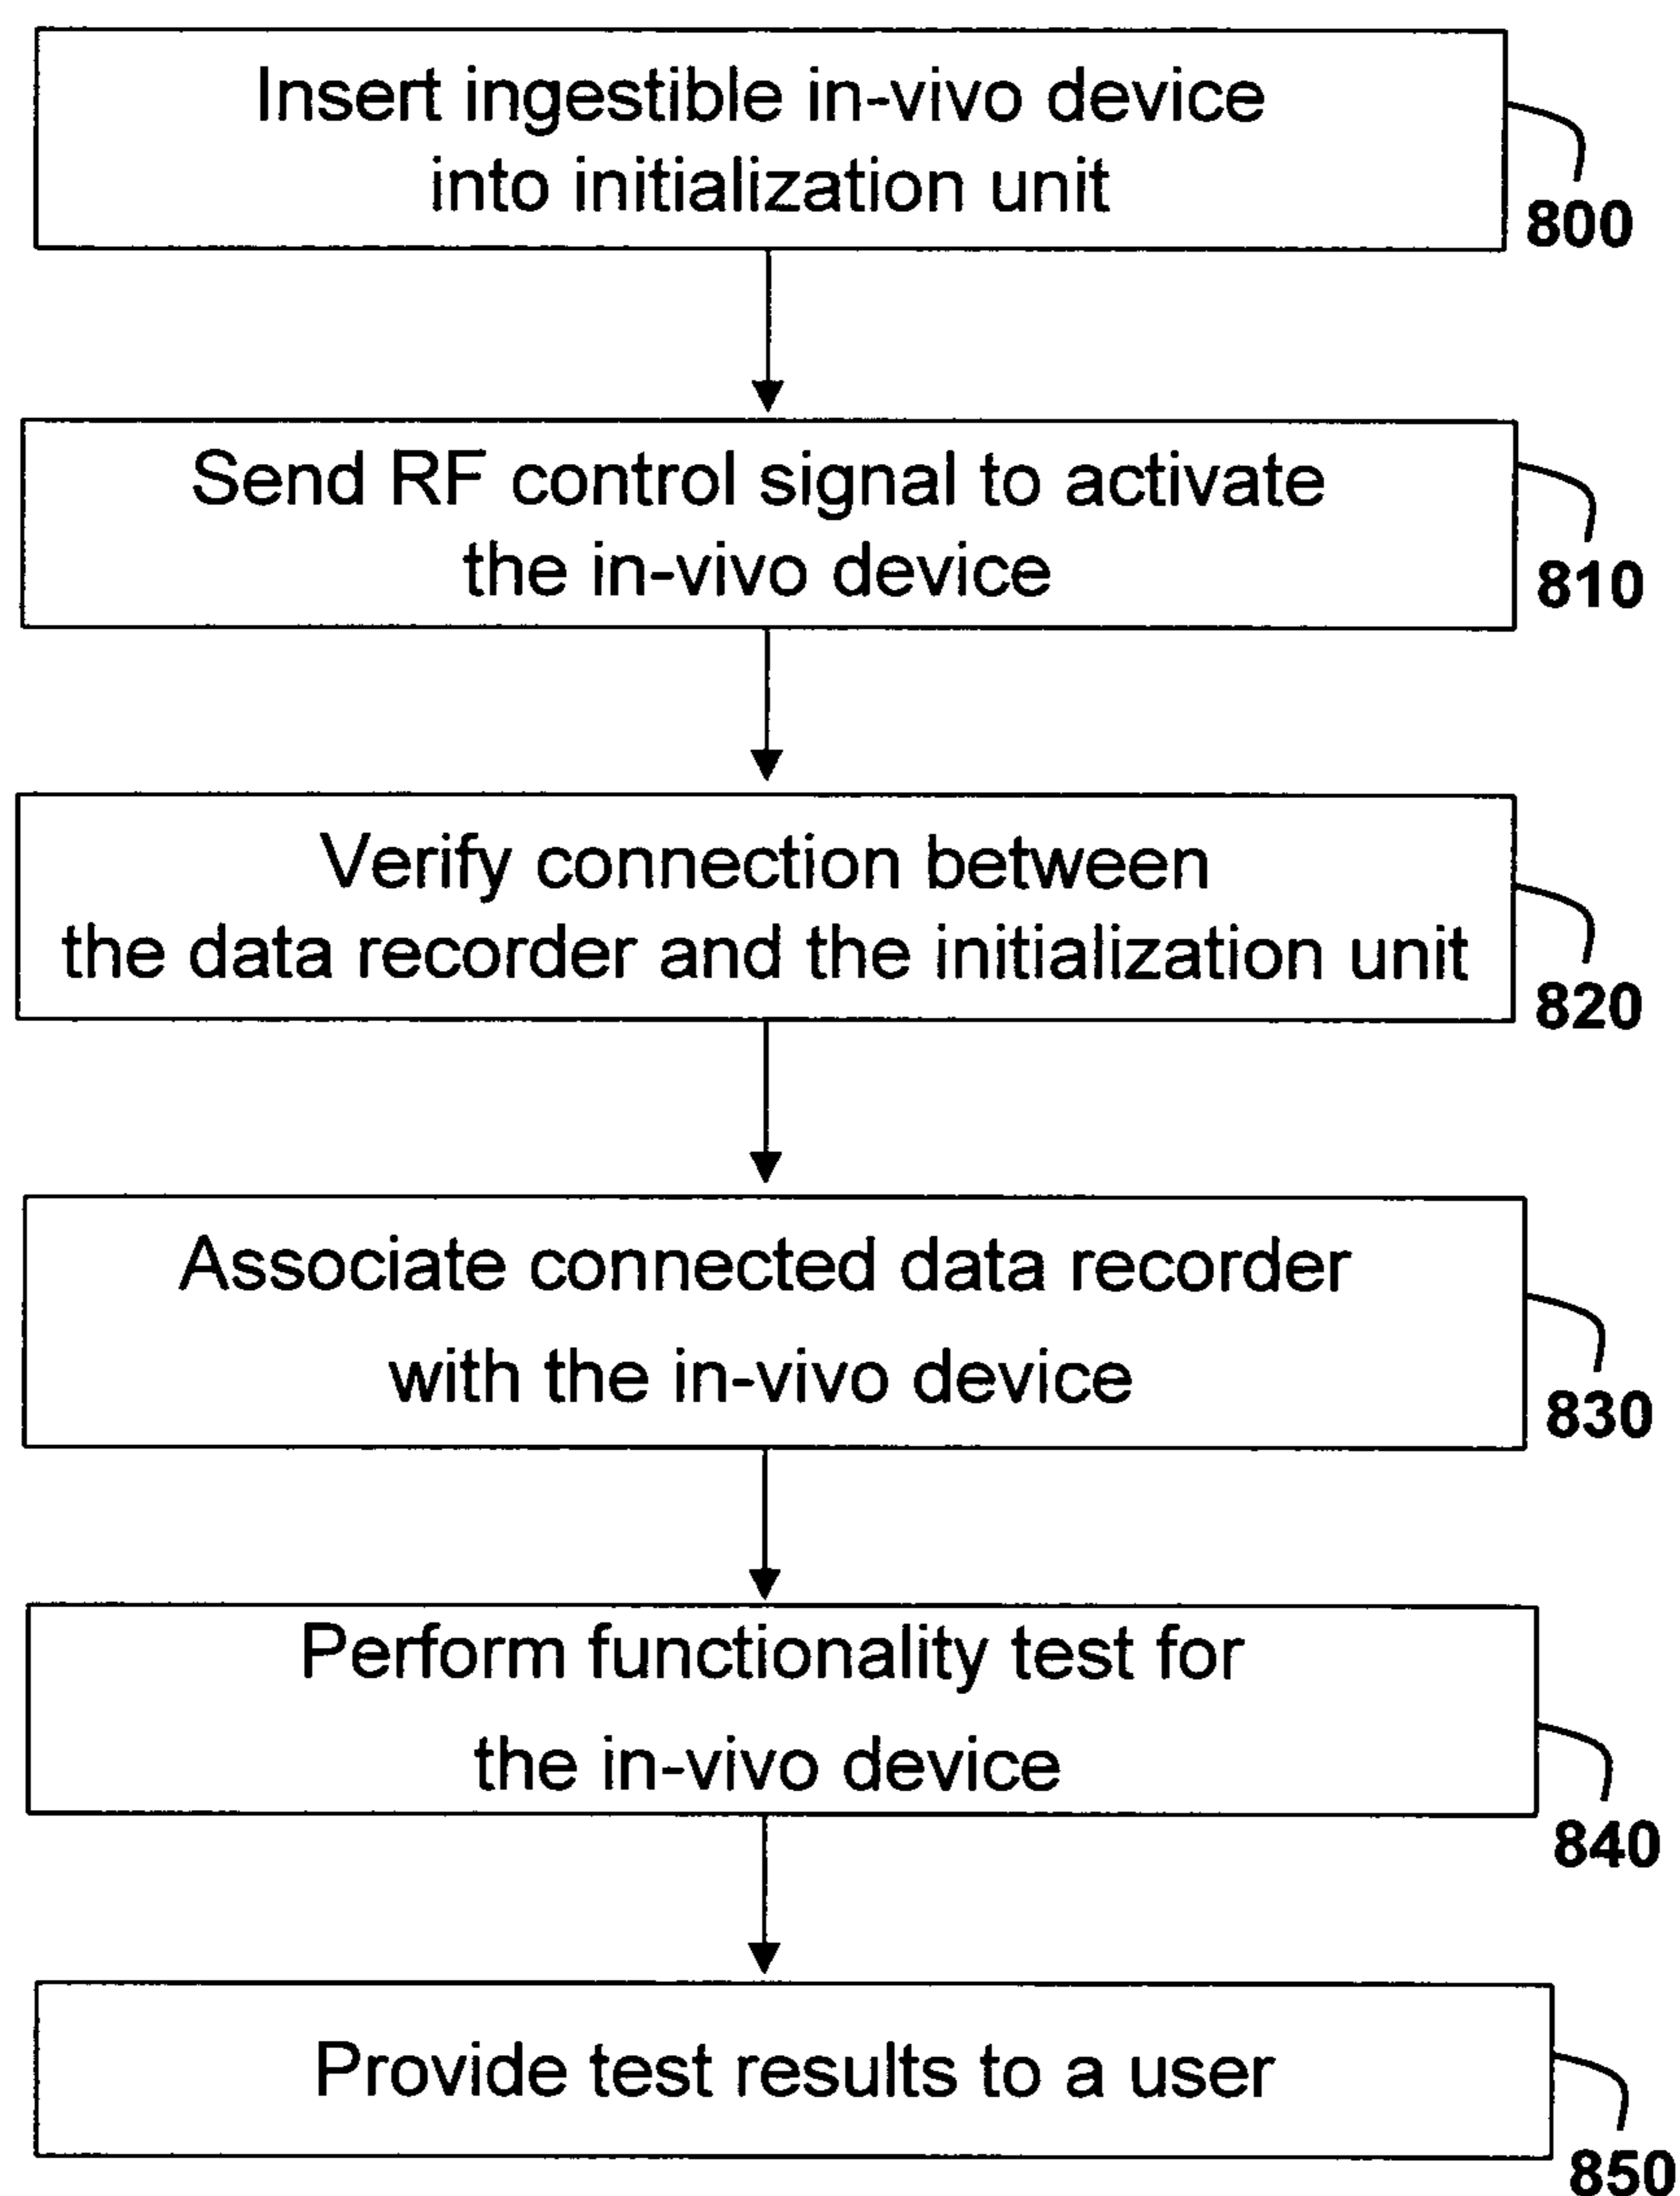 Insert ingestible in-vivo device
into initialization unit
800
Send RF control signal to activate
the in-vivo device
810
Verify connection between
the data recorder and the initialization unit
820
Associate connected data recorder
with the in-vivo device
830
Perform functionality test for
the in-vivo device
840
Provide test results to a user
850